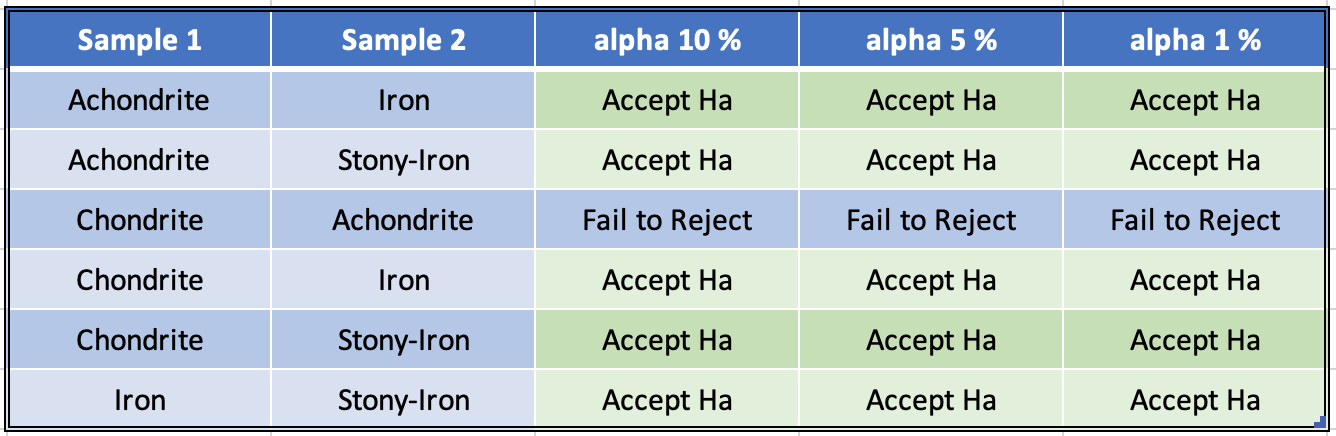 Sample 1 Sample 2 alpha 10 % alpha 5 % alpha 1 %
Achondrite Iron Accept Ha Accept Ha Accept Ha
Achondrite Stony-Iron Accept Ha Accept Ha Accept Ha
Chondrite Achondrite Fail to Reject Fail to Reject Fail to Reject
Chondrite Iron Accept Ha Accept Ha Accept Ha
Chondrite Stony-Iron Accept Ha Accept Ha Accept Ha
Iron Stony-Iron Accept Ha Accept Ha Accept Ha